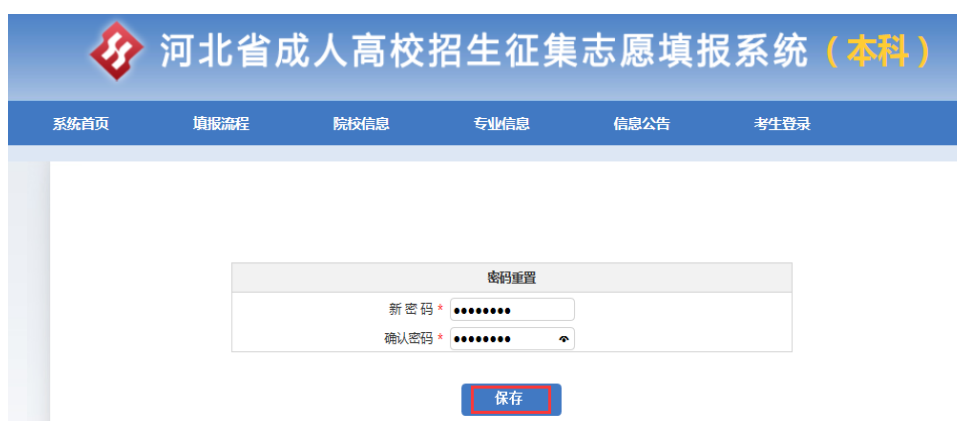 河北省成人高校招生征集志愿填报系统（本科）
系统首页 填报流程 院校信息 专业信息 信息公告 考生登录
密码重置
新 密 码 * ●●●●●●●●
确认密码 * ●●●●●●●●
保存